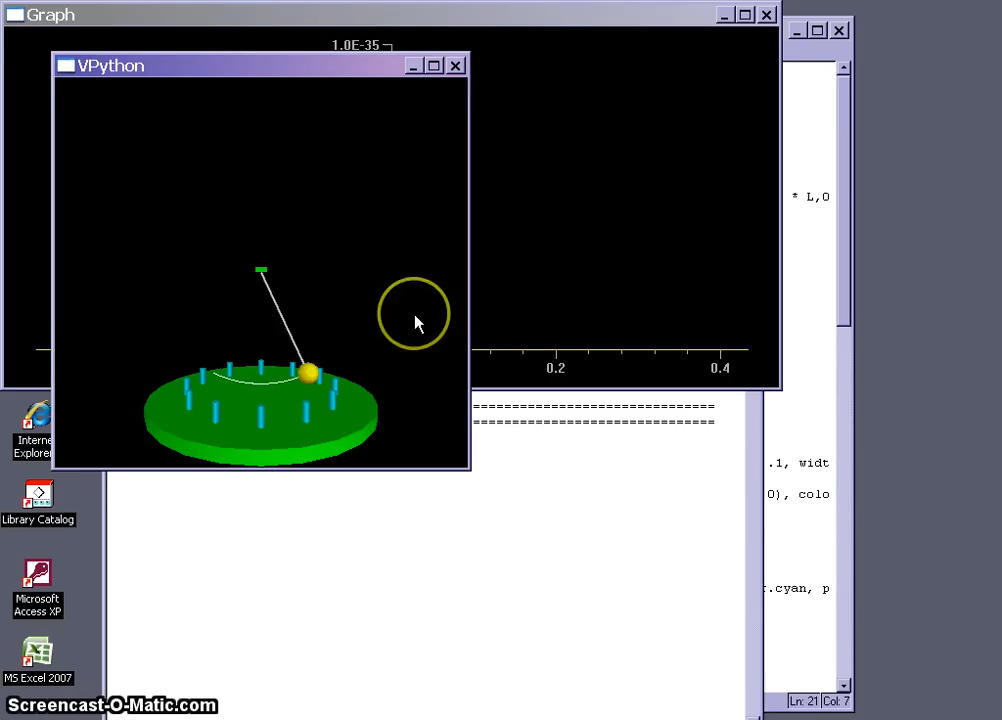 Graph
1.0E-35
VPython
* L,0
0.2
0.4
=============================
=============================
Interne
Explorer
.1, widt
0), colo
Library Catalog
.cyan, p
Microsoft
Access XP
MS Excel 2007
Ln: 21
Col: 7
Screencast-O-Matic.com